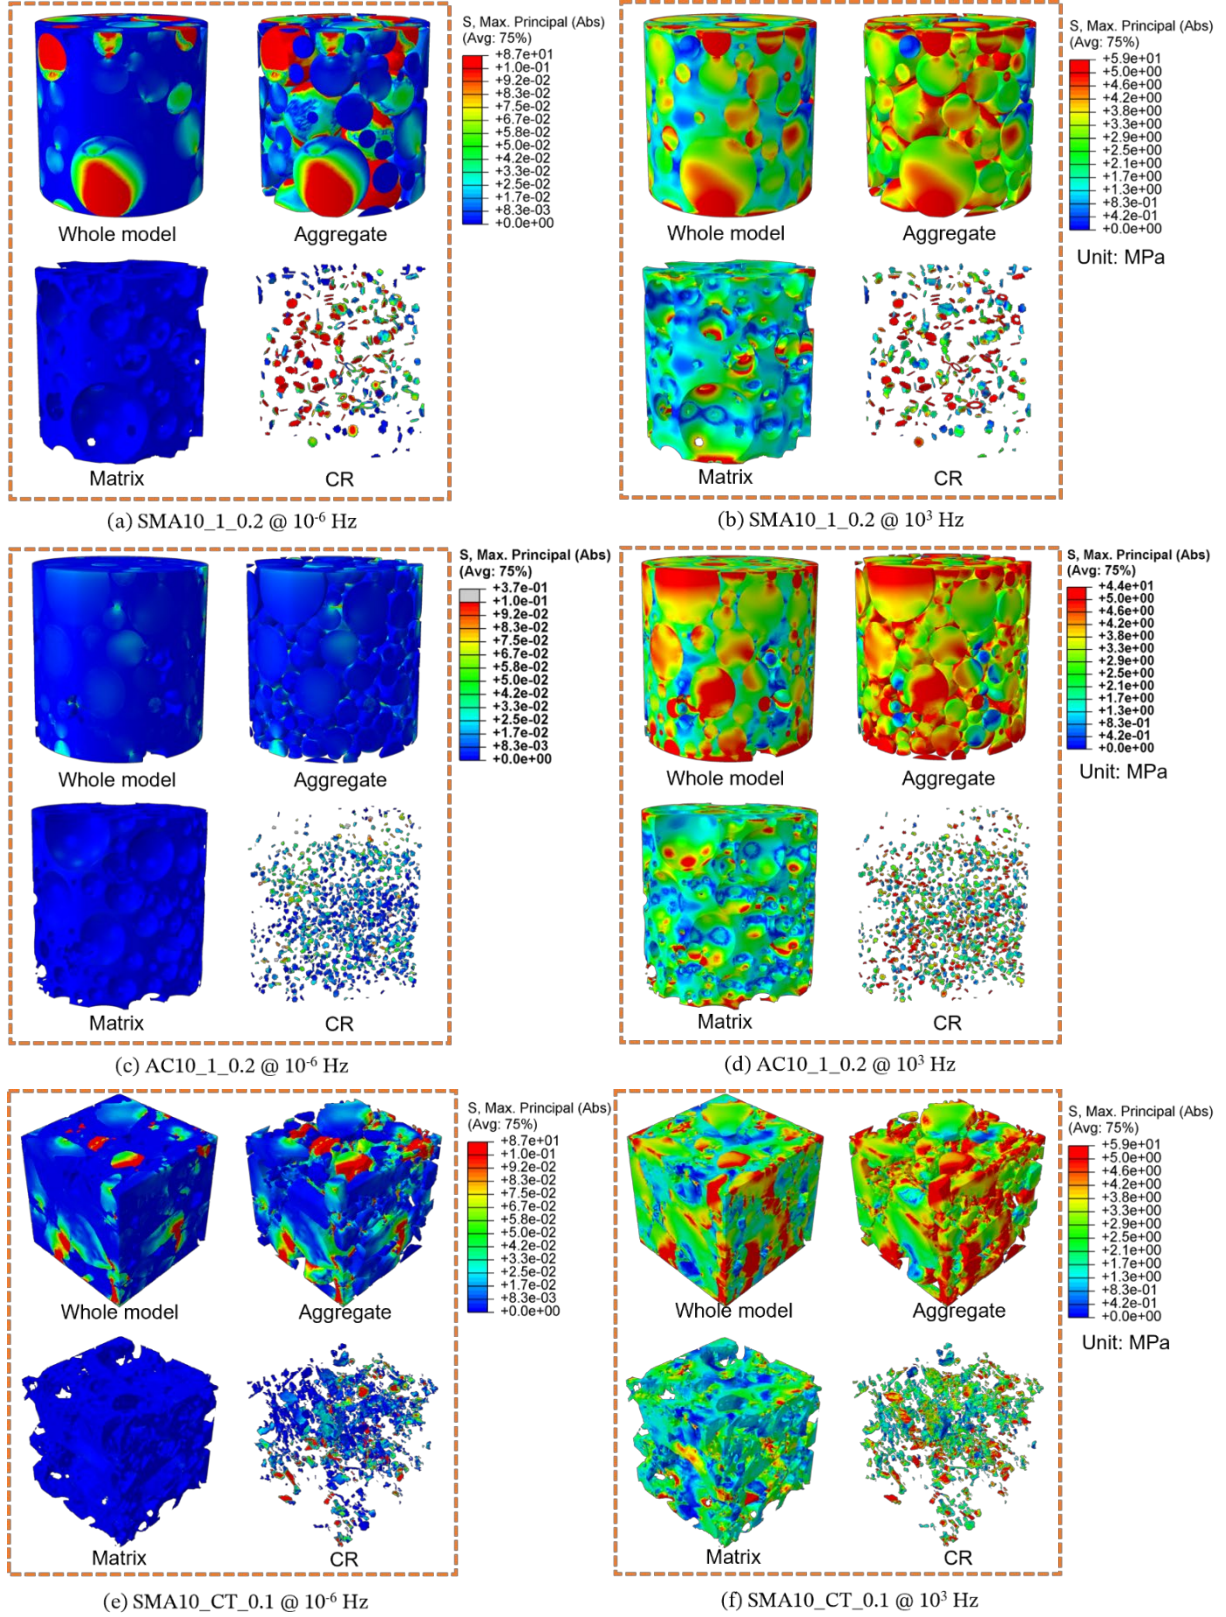 S, Max. Principal (Abs)
(Avg: 75%)
+8.7e+01
+1.0e-01
+9.2e-02
+8.3e-02
+7.5e-02
+6.7e-02
+5.8e-02
+5.0e-02
+4.2e-02
+3.3e-02
+2.5e-02
+1.7e-02
+8.3e-03
+0.0e+00
Whole model
Aggregate
Matrix
CR
(a) SMA10_1_0.2 @ 10⁻⁶ Hz
S, Max. Principal (Abs)
(Avg: 75%)
+5.9e+01
+5.0e+00
+4.6e+00
+4.2e+00
+3.8e+00
+3.3e+00
+2.9e+00
+2.5e+00
+2.1e+00
+1.7e+00
+1.3e+00
+8.3e-01
+4.2e-01
+0.0e+00
Unit: MPa
Whole model
Aggregate
Matrix
CR
(b) SMA10_1_0.2 @ 10³ Hz
S, Max. Principal (Abs)
(Avg: 75%)
+3.7e-01
+1.0e-01
+9.2e-02
+8.3e-02
+7.5e-02
+6.7e-02
+5.8e-02
+5.0e-02
+4.2e-02
+3.3e-02
+2.5e-02
+1.7e-02
+8.3e-03
+0.0e+00
Whole model
Aggregate
Matrix
CR
(c) AC10_1_0.2 @ 10⁻⁶ Hz
S, Max. Principal (Abs)
(Avg: 75%)
+4.4e+01
+5.0e+00
+4.6e+00
+4.2e+00
+3.8e+00
+3.3e+00
+2.9e+00
+2.5e+00
+2.1e+00
+1.7e+00
+1.3e+00
+8.3e-01
+4.2e-01
+0.0e+00
Unit: MPa
Whole model
Aggregate
Matrix
CR
(d) AC10_1_0.2 @ 10³ Hz
S, Max. Principal (Abs)
(Avg: 75%)
+8.7e+01
+1.0e-01
+9.2e-02
+8.3e-02
+7.5e-02
+6.7e-02
+5.8e-02
+5.0e-02
+4.2e-02
+3.3e-02
+2.5e-02
+1.7e-02
+8.3e-03
+0.0e+00
Whole model
Aggregate
Matrix
CR
(e) SMA10_CT_0.1 @ 10⁻⁶ Hz
S, Max. Principal (Abs)
(Avg: 75%)
+5.9e+01
+5.0e+00
+4.6e+00
+4.2e+00
+3.8e+00
+3.3e+00
+2.9e+00
+2.5e+00
+2.1e+00
+1.7e+00
+1.3e+00
+8.3e-01
+4.2e-01
+0.0e+00
Unit: MPa
Whole model
Aggregate
Matrix
CR
(f) SMA10_CT_0.1 @ 10³ Hz